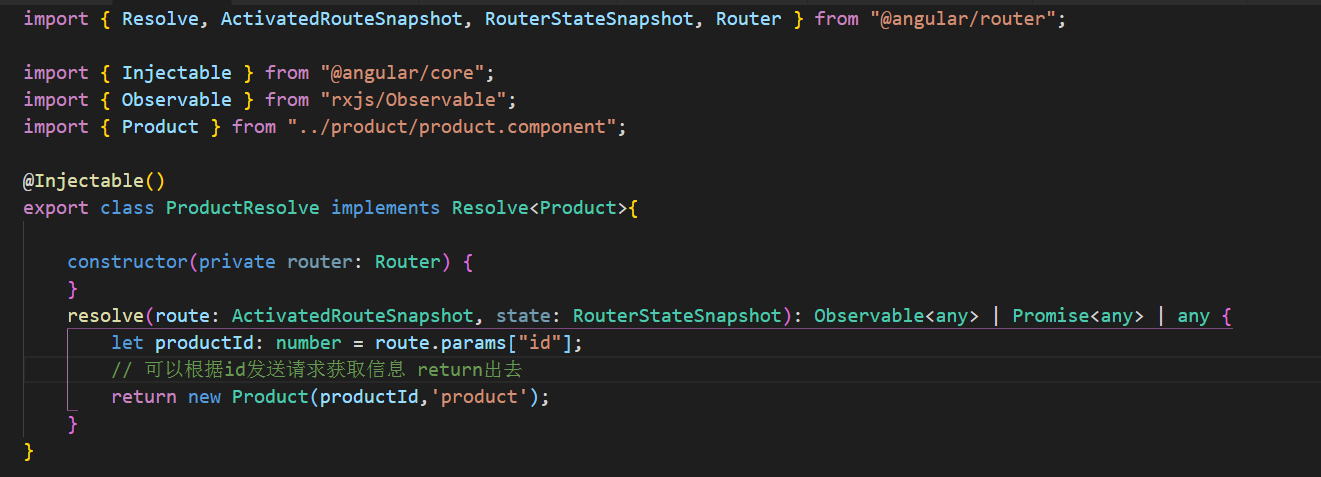 import { Resolve, ActivatedRouteSnapshot, RouterStateSnapshot, Router } from "@angular/router";
import { Injectable } from "@angular/core";
import { Observable } from "rxjs/Observable";
import { Product } from "../product/product.component";
@Injectable()
export class ProductResolve implements Resolve<Product>{
constructor(private router: Router) {
}
resolve(route: ActivatedRouteSnapshot, state: RouterStateSnapshot): Observable<any> | Promise<any> | any {
let productId: number = route.params["id"];
// 可以根据id发送请求获取信息 return出去
return new Product(productId,'product');
}
}